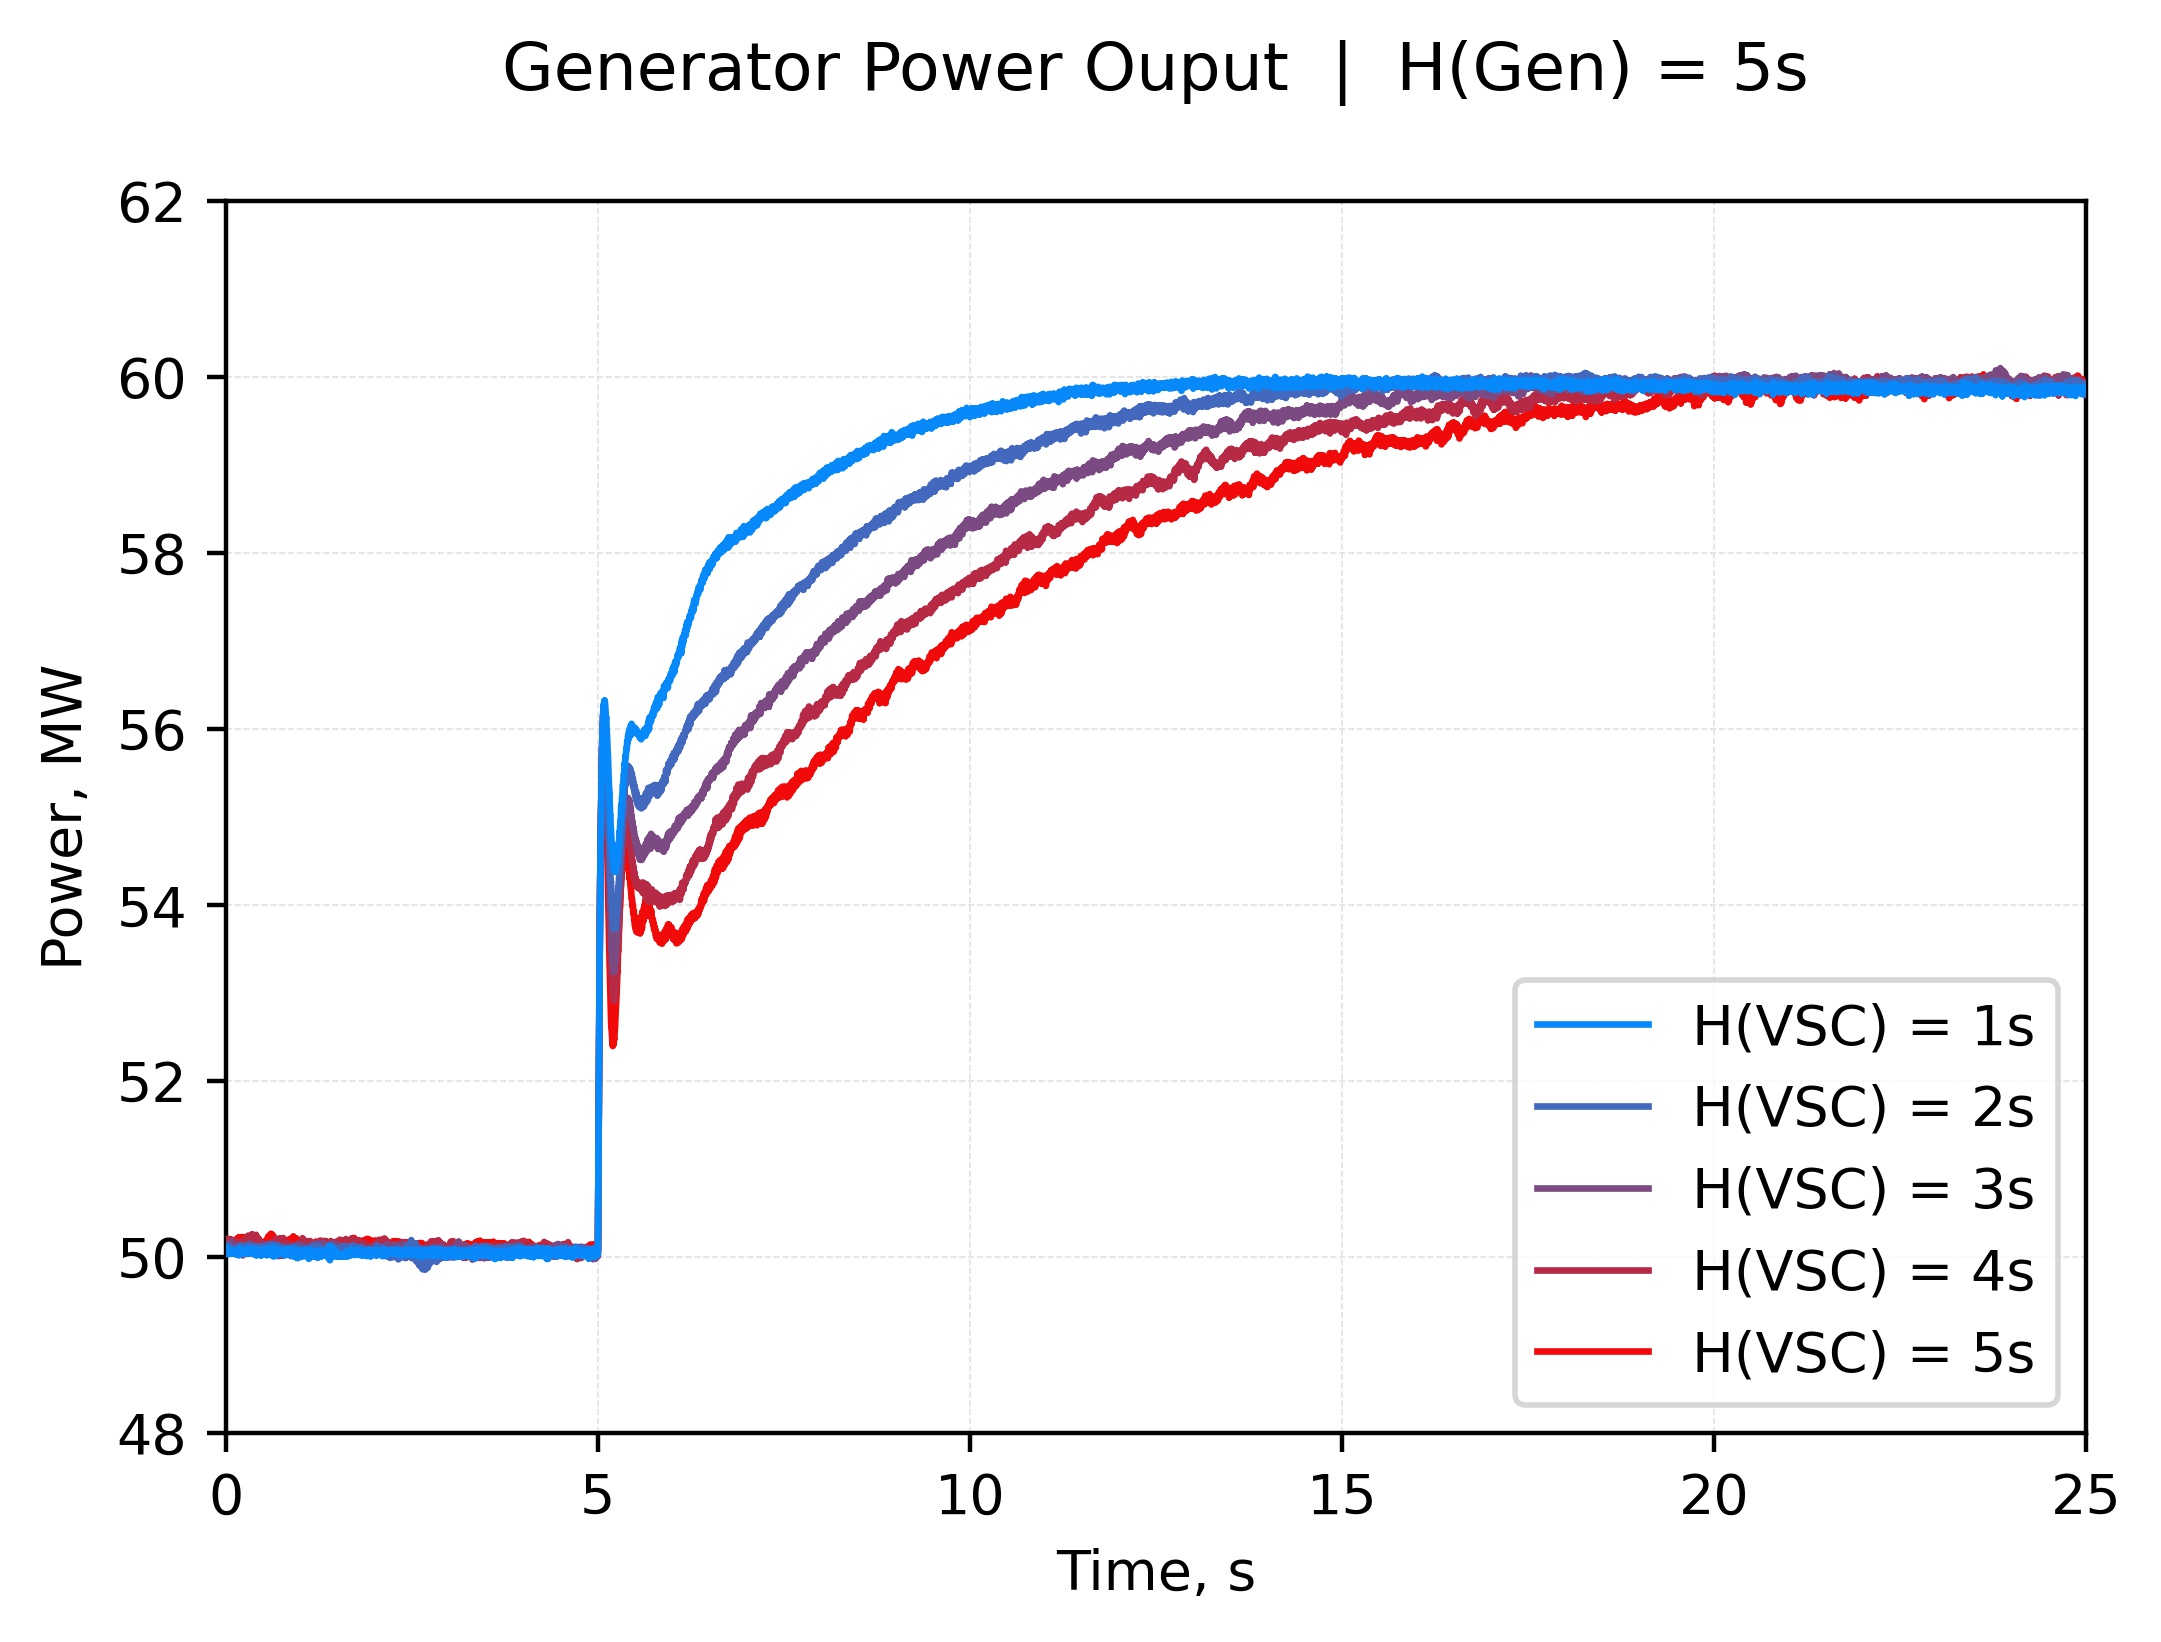 Generator Power Ouput | H(Gen) = 5s
62
60
58
56
54
52
50
48
Power, MW
0 5 10 15 20 25
Time, s
H(VSC) = 1s
H(VSC) = 2s
H(VSC) = 3s
H(VSC) = 4s
H(VSC) = 5s